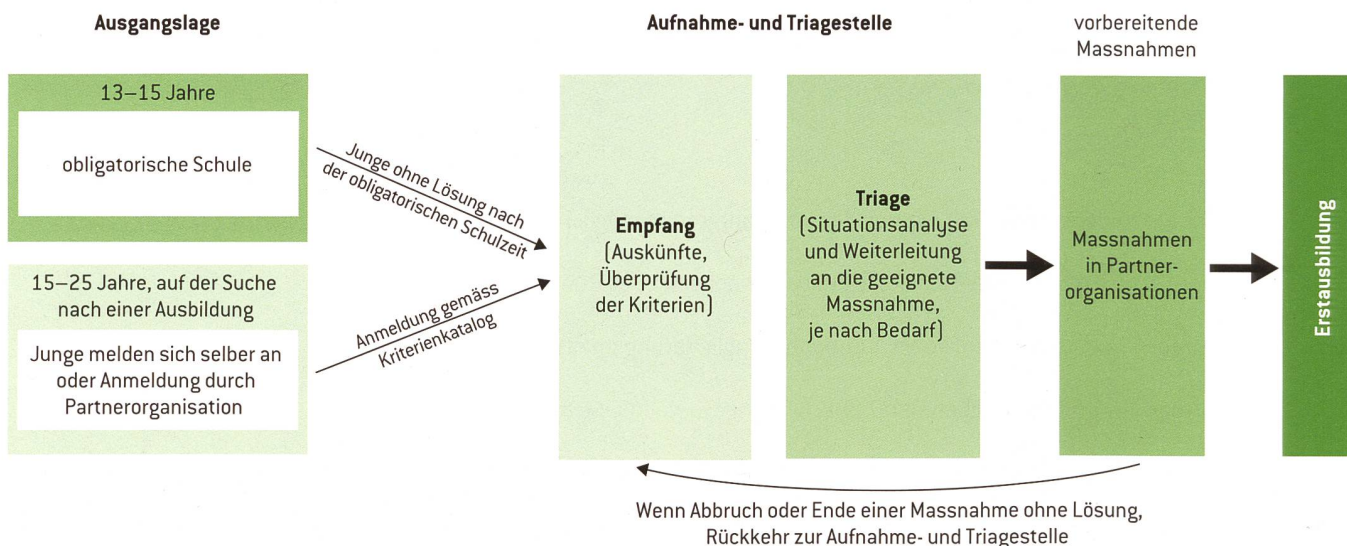 Ausgangslage
13–15 Jahre
obligatorische Schule
15–25 Jahre, auf der Suche
nach einer Ausbildung
Junge melden sich selber an
oder Anmeldung durch
Partnerorganisation
Junge ohne Lösung nach
der obligatorischen Schulzeit
Anmeldung gemäss
Kriterienkatalog
Aufnahme- und Triagestelle
Empfang
(Auskünfte,
Überprüfung
der Kriterien)
Triage
(Situationsanalyse
und Weiterleitung
an die geeignete
Massnahme,
je nach Bedarf)
vorbereitende
Massnahmen
Massnahmen
in Partner-
organisationen
Erstausbildung
Wenn Abbruch oder Ende einer Massnahme ohne Lösung,
Rückkehr zur Aufnahme- und Triagestelle